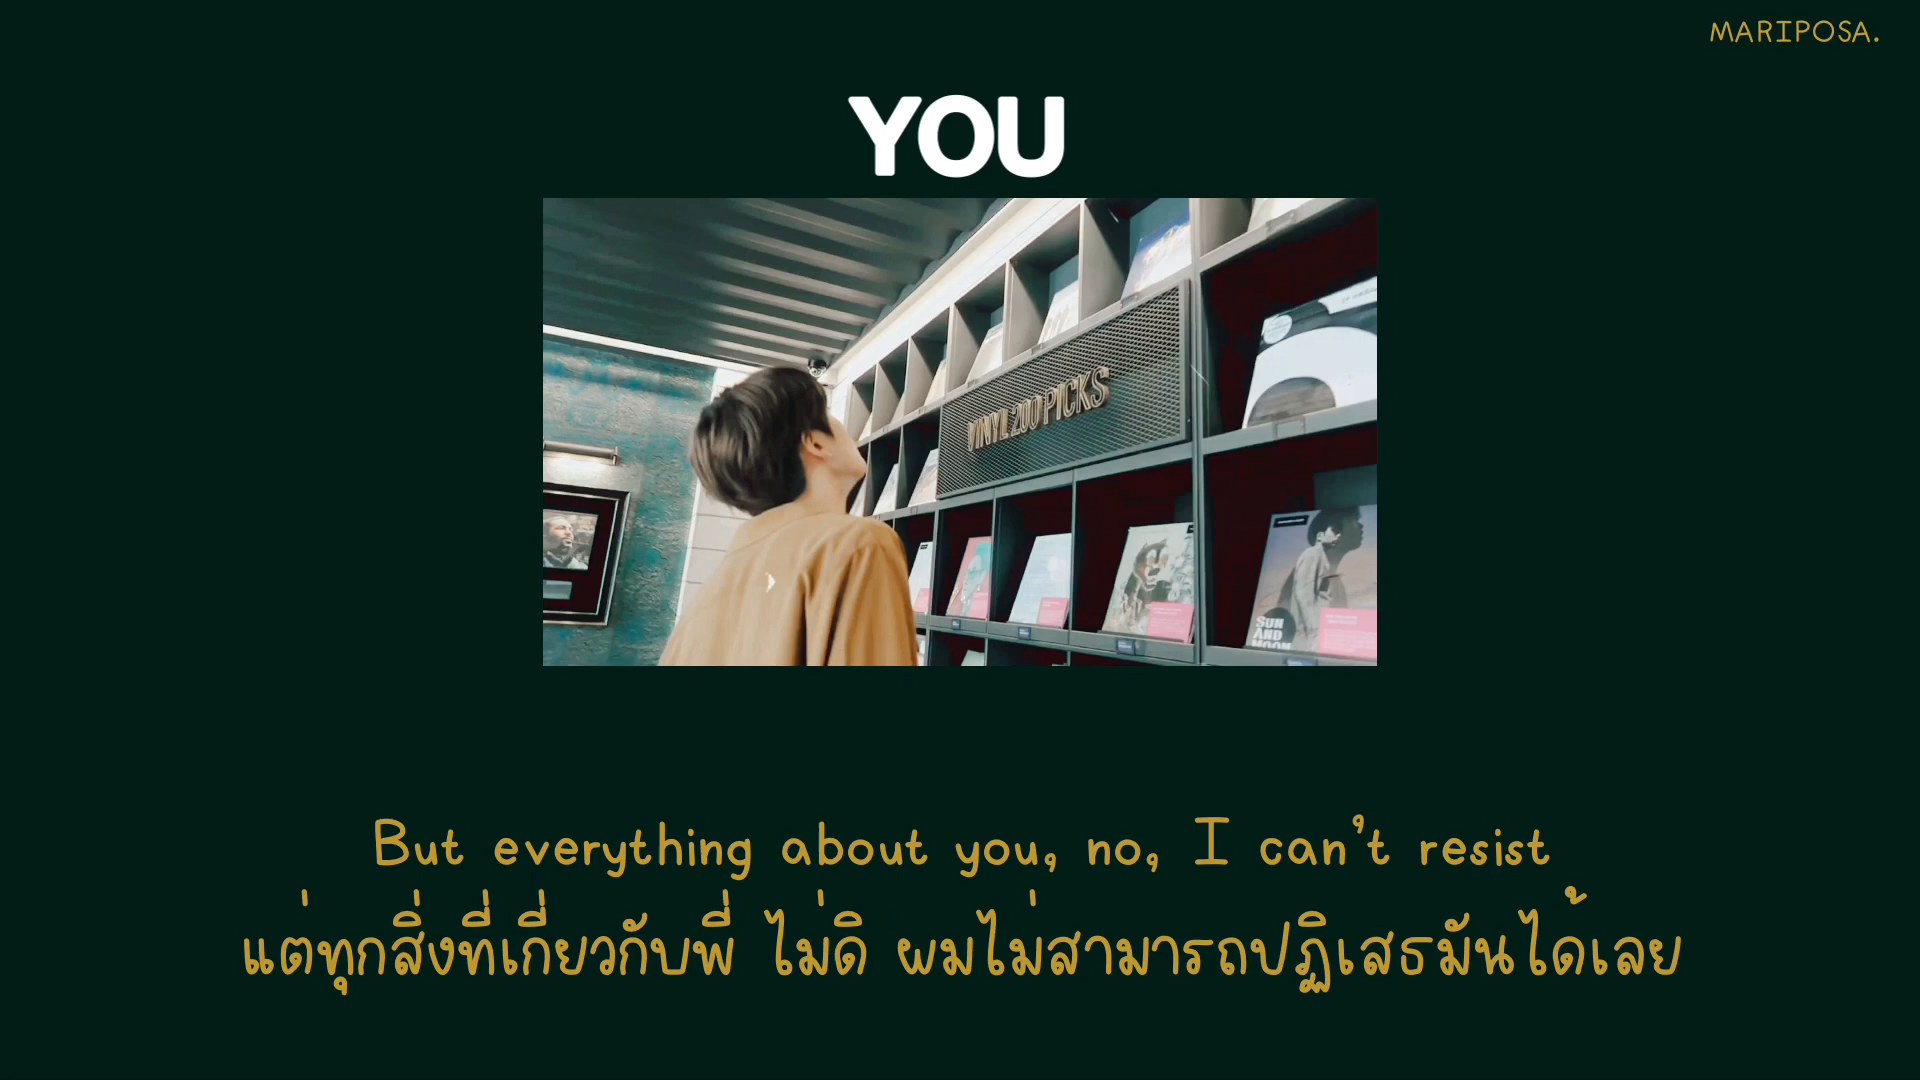 MARIPOSA.
YOU
VINYL 200 PICKS
SUN
AND
MOON
But everything about you, no, I can't resist
แต่ทุกสิ่งที่เกี่ยวกับพี่ ไม่ดิ ผมไม่สามารถปฏิเสธมันได้เลย